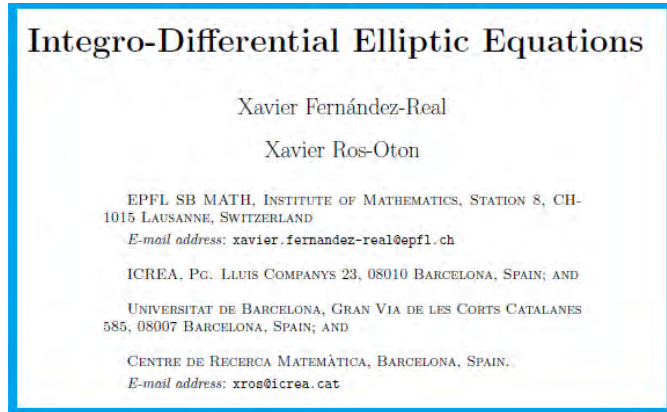 Integro-Differential Elliptic Equations
Xavier Fernández-Real
Xavier Ros-Oton
EPFL SB MATH, Institute of Mathematics, Station 8, CH-
1015 Lausanne, Switzerland
E-mail address: xavier.fernandez-real@epfl.ch
ICREA, Pg. Lluis Companys 23, 08010 Barcelona, Spain; and
Universitat de Barcelona, Gran Via de les Corts Catalanes
585, 08007 Barcelona, Spain; and
Centre de Recerca Matemàtica, Barcelona, Spain.
E-mail address: xros@icrea.cat